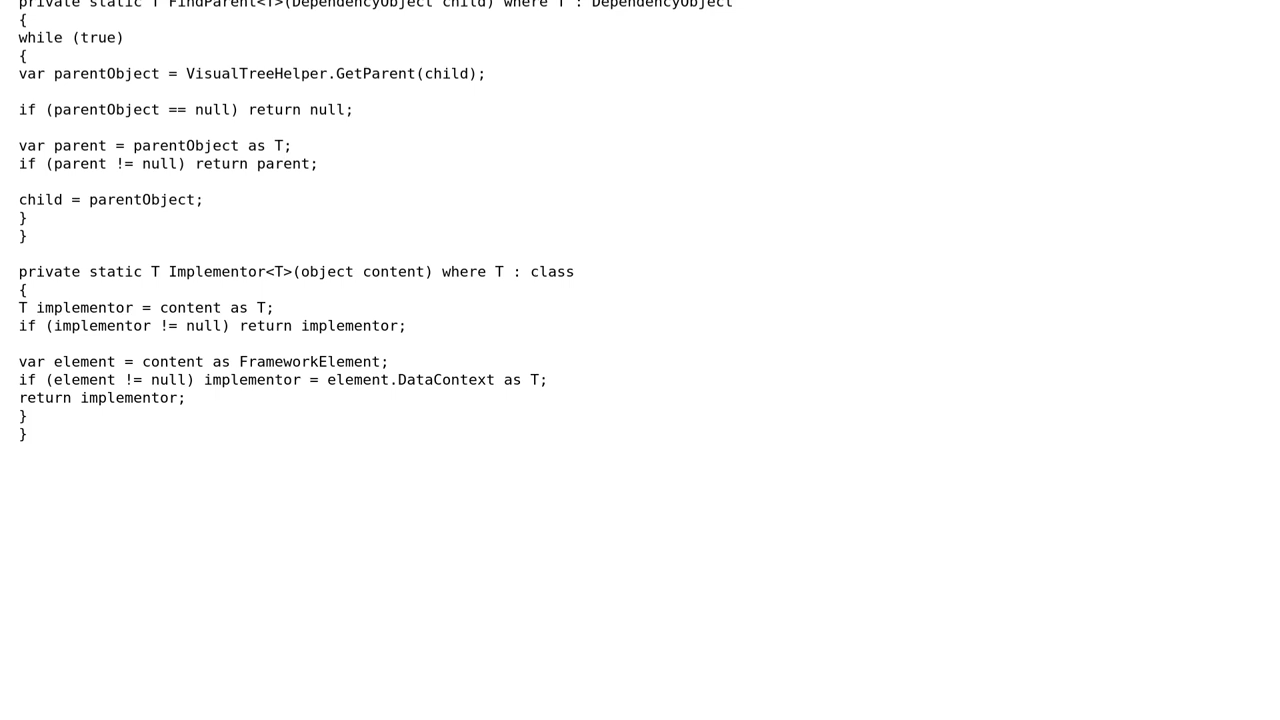 private static T FindParent<T>(DependencyObject child) where T : DependencyObject
{
while (true)
{
var parentObject = VisualTreeHelper.GetParent(child);

if (parentObject == null) return null;

var parent = parentObject as T;
if (parent != null) return parent;

child = parentObject;
}
}

private static T Implementor<T>(object content) where T : class
{
T implementor = content as T;
if (implementor != null) return implementor;

var element = content as FrameworkElement;
if (element != null) implementor = element.DataContext as T;
return implementor;
}
}